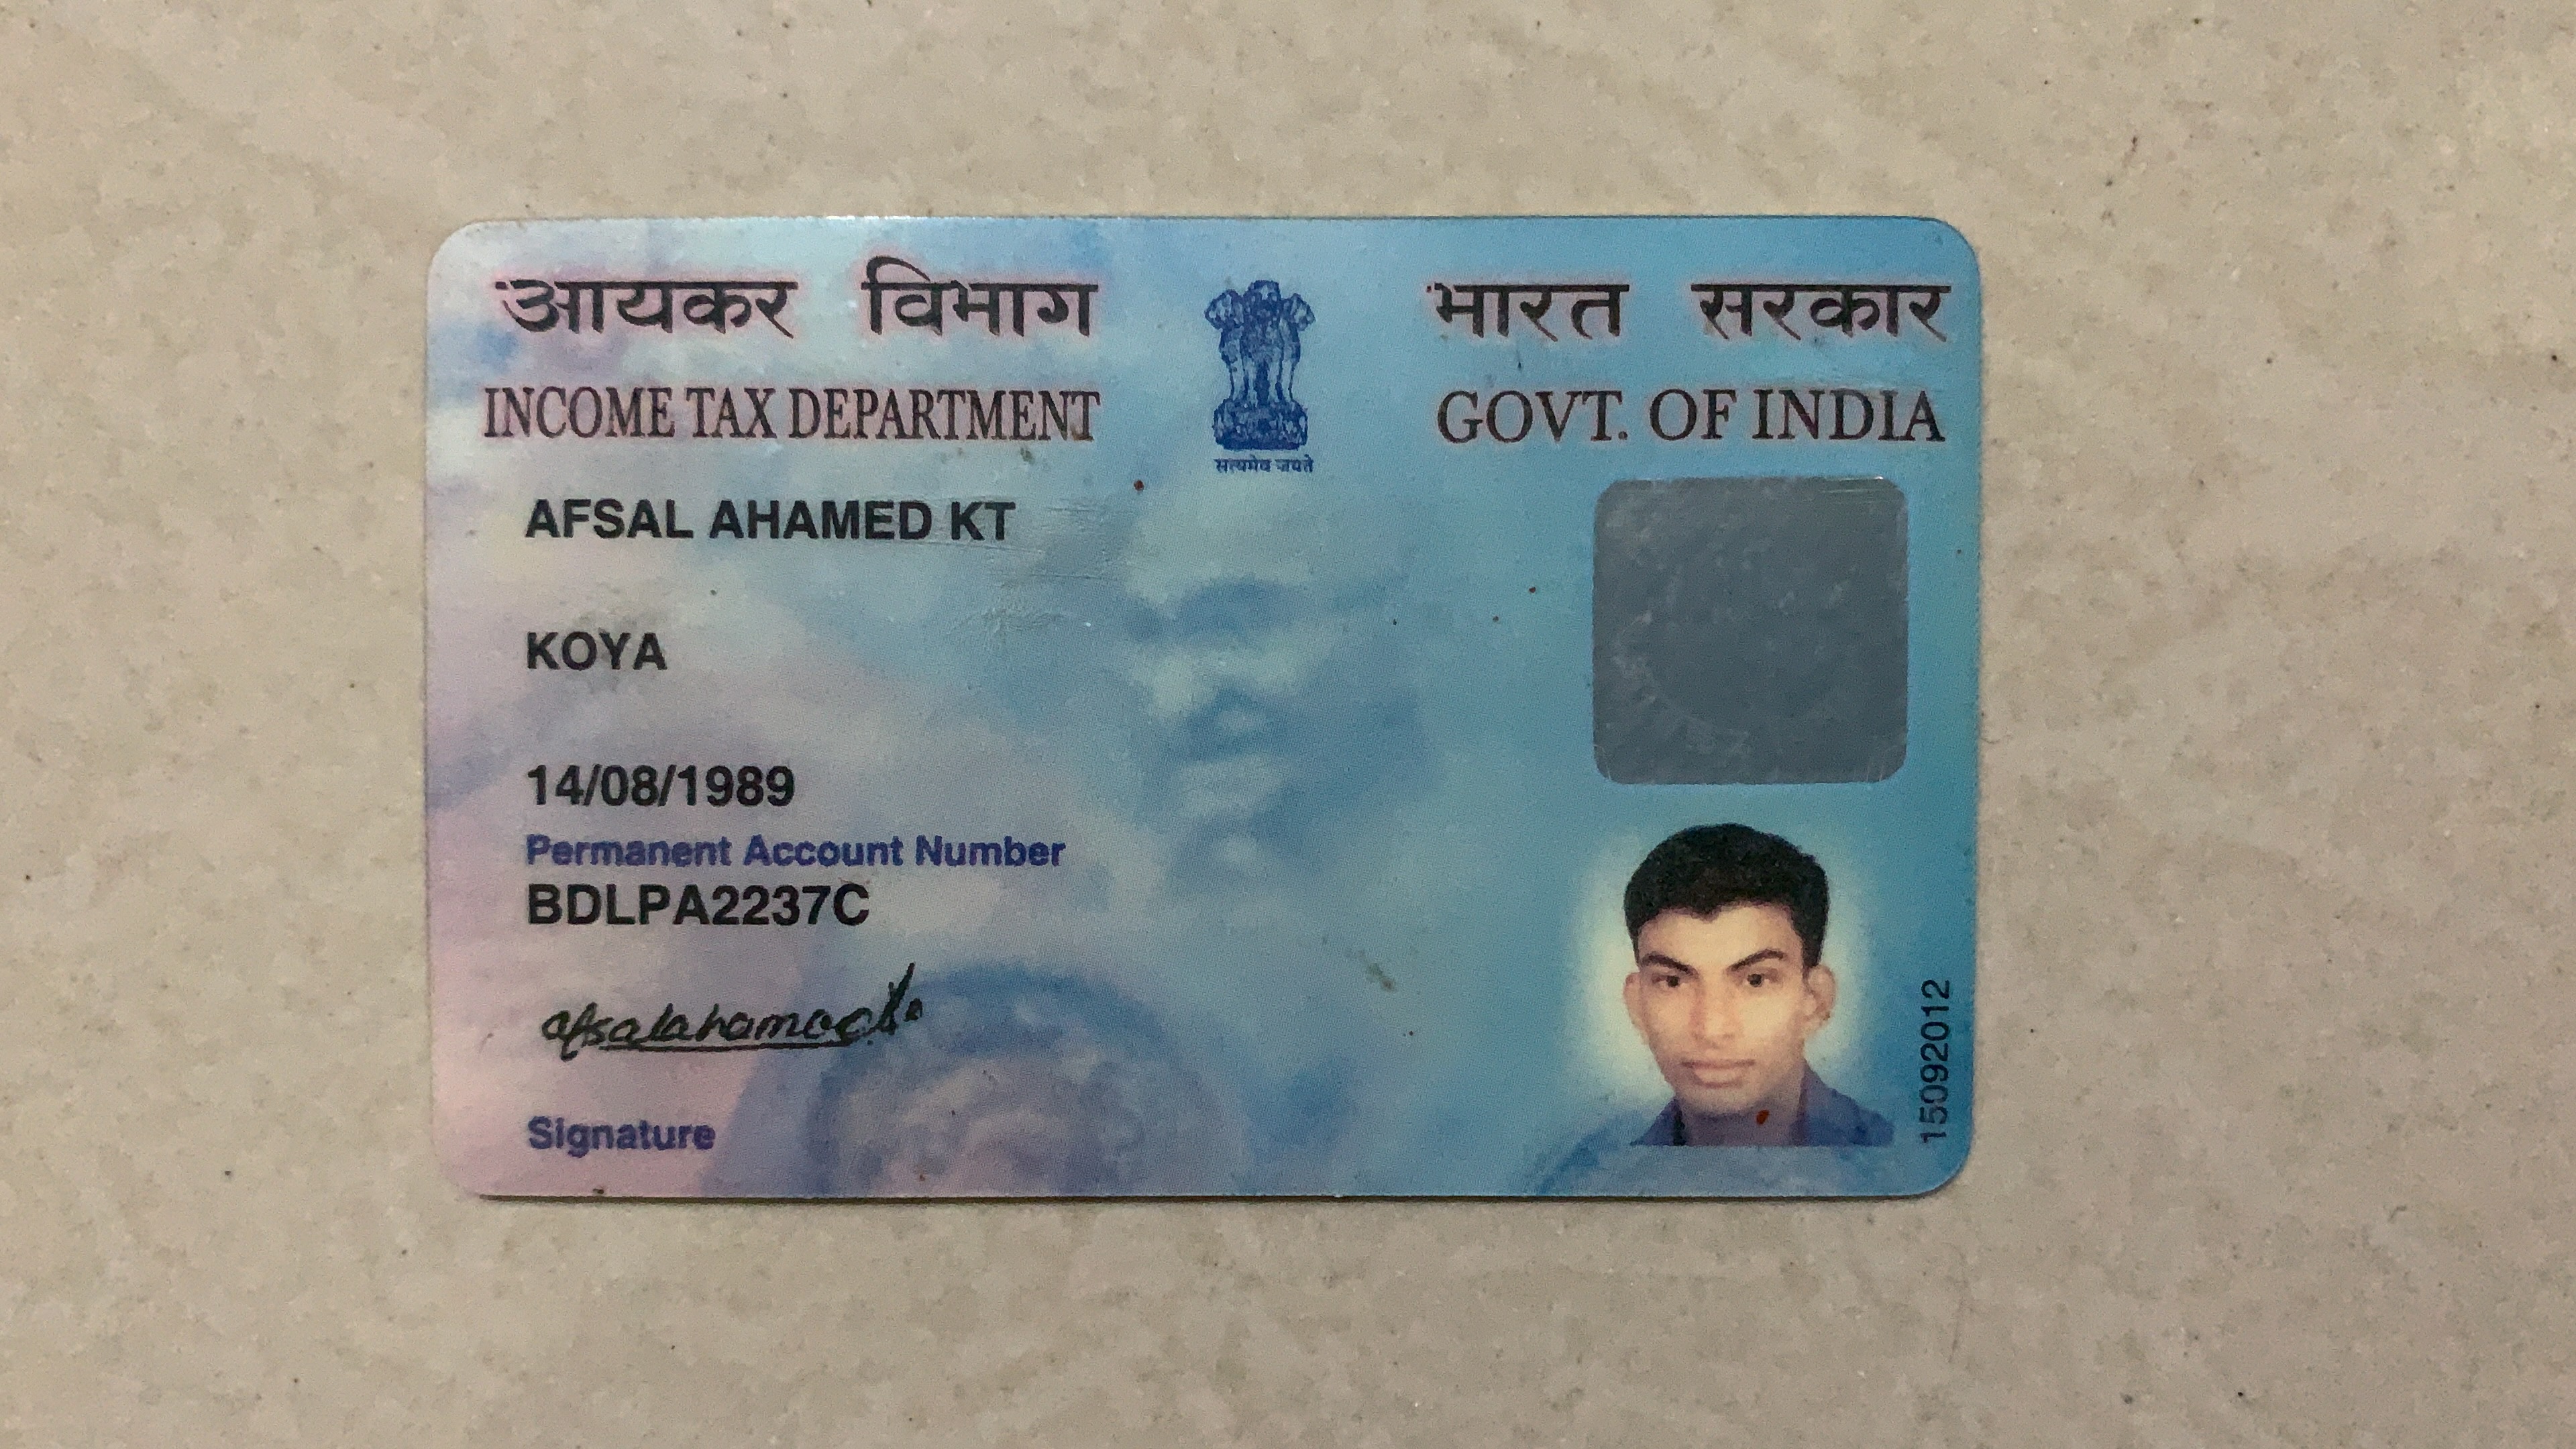 आयकर विभाग
INCOME TAX DEPARTMENT
सत्यमेव जयते
भारत सरकार
GOVT. OF INDIA
AFSAL AHAMED KT
KOYA
14/08/1989
Permanent Account Number
BDLPA2237C
afsalahamed
Signature
15092012